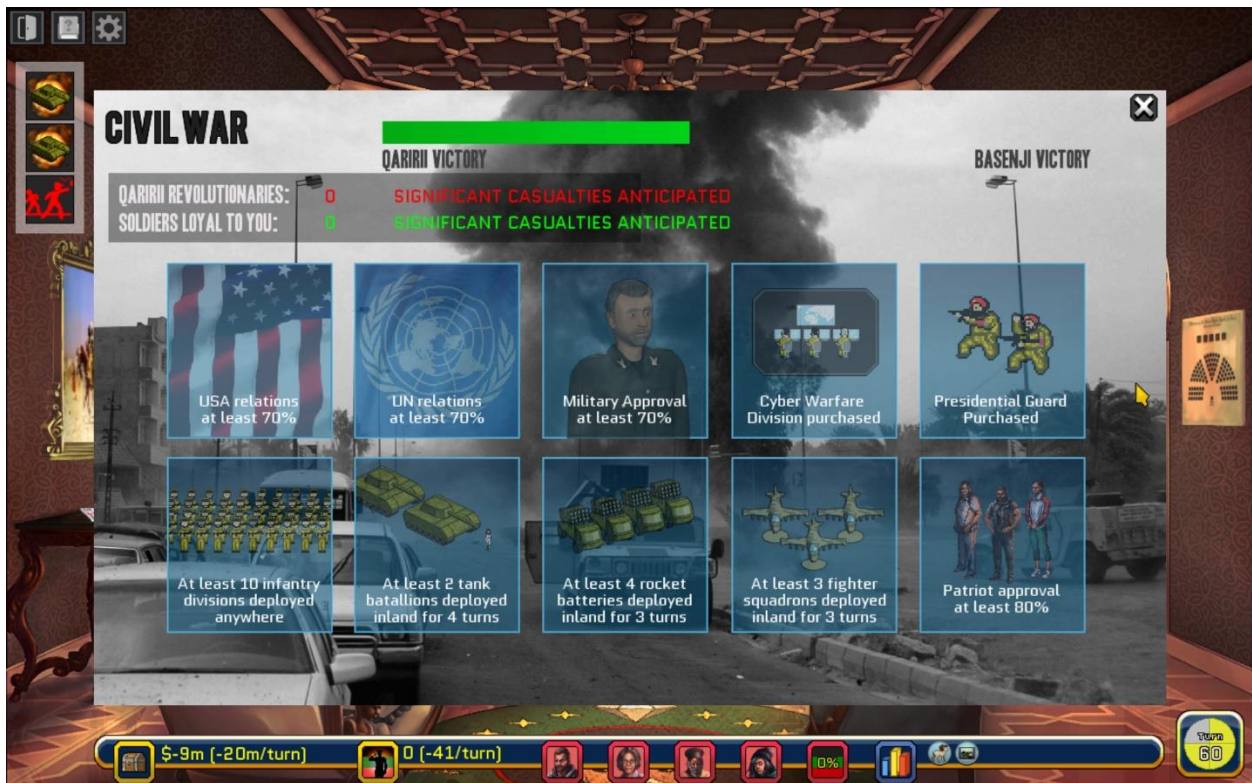 CIVIL WAR
QARIRII VICTORY
BASENJI VICTORY
QARIRII REVOLUTIONARIES: 0 SIGNIFICANT CASUALTIES ANTICIPATED
SOLDIERS LOYAL TO YOU: 0 SIGNIFICANT CASUALTIES ANTICIPATED
USA relations
at least 70%
UN relations
at least 70%
Military Approval
at least 70%
Cyber Warfare
Division purchased
Presidential Guard
Purchased
At least 10 infantry
divisions deployed
anywhere
At least 2 tank
batallions deployed
inland for 4 turns
At least 4 rocket
batteries deployed
inland for 3 turns
At least 3 fighter
squadrons deployed
inland for 3 turns
Patriot approval
at least 80%
$-9m (-20m/turn)
0 (-41/turn)
0%
Turn
60